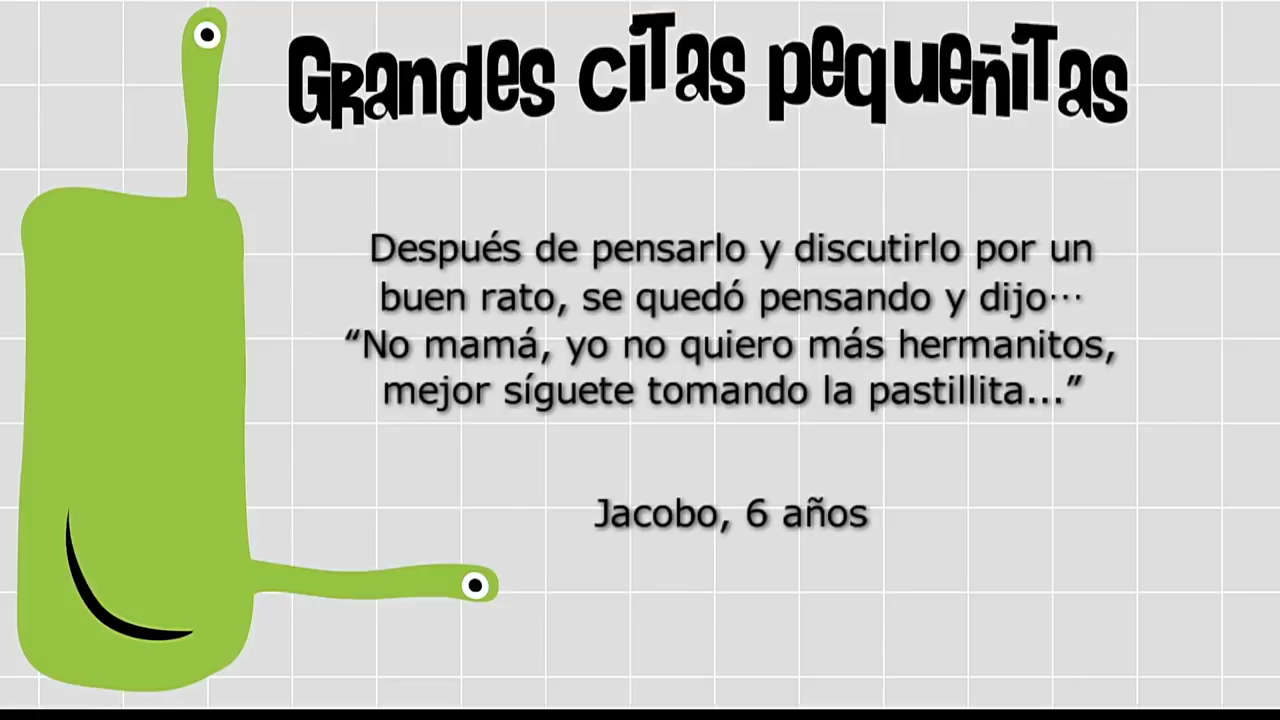 Grandes citas pequeñitas
Después de pensarlo y discutirlo por un
buen rato, se quedó pensando y dijo…
“No mamá, yo no quiero más hermanitos,
mejor síguete tomando la pastillita...”
Jacobo, 6 años